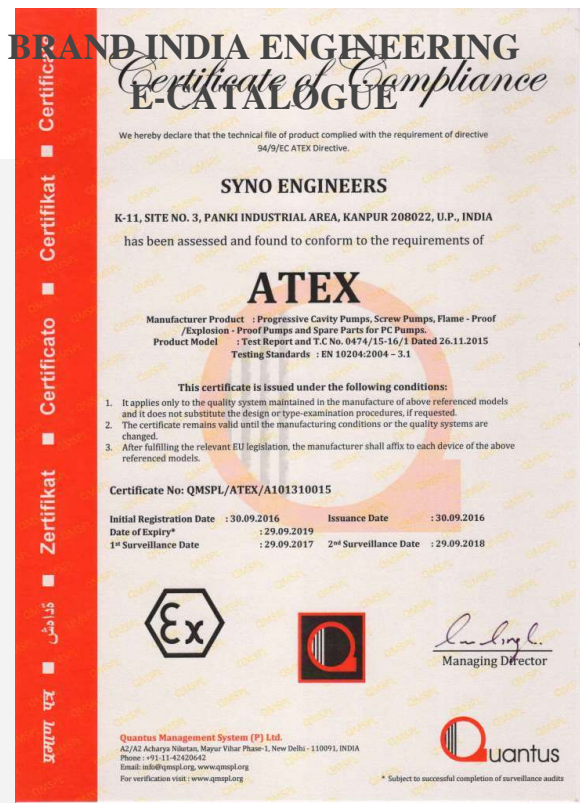 BRAND INDIA ENGINEERING
E-CATALOGUE
Certificate of Compliance
We hereby declare that the technical file of product complied with the requirement of directive
94/9/EC ATEX Directive.
SYNO ENGINEERS
K-11, SITE NO. 3, PANKI INDUSTRIAL AREA, KANPUR 208022, U.P., INDIA
has been assessed and found to conform to the requirements of
ATEX
Manufacturer Product : Progressive Cavity Pumps, Screw Pumps, Flame - Proof
/Explosion - Proof Pumps and Spare Parts for PC Pumps.
Product Model : Test Report and T.C No. 0474/15-16/1 Dated 26.11.2015
Testing Standards : EN 10204:2004 – 3.1
This certificate is issued under the following conditions:
1. It applies only to the quality system maintained in the manufacture of above referenced models
and it does not substitute the design or type-examination procedures, if requested.
2. The certificate remains valid until the manufacturing conditions or the quality systems are
changed.
3. After fulfilling the relevant EU legislation, the manufacturer shall affix to each device of the above
referenced models.
Certificate No: QMSPL/ATEX/A101310015
Initial Registration Date : 30.09.2016 Issuance Date : 30.09.2016
Date of Expiry* : 29.09.2019
1st Surveillance Date : 29.09.2017 2nd Surveillance Date : 29.09.2018
Ex
Managing Director
Quantus Management System (P) Ltd.
A2/A2 Acharya Niketan, Mayur Vihar Phase-1, New Delhi - 110091, INDIA
Phone : +91-11-42420642
Email: info@qmspl.org, www.qmspl.org
For verification visit : www.qmspl.org
Quantus
* Subject to successful completion of surveillance audits
प्रमाण पत्र ■ ■ Zertifikat ■ Certificato ■ Certifikat ■ Certificate